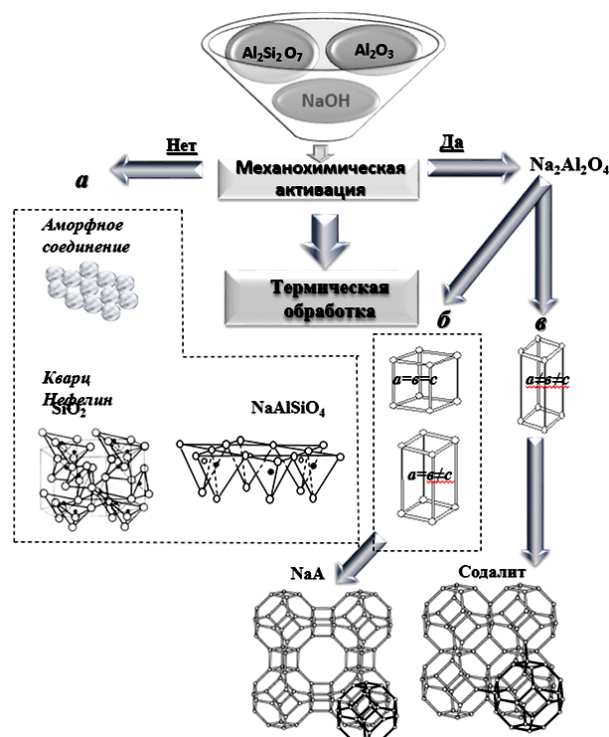 Al₂Si₂O₇
Al₂O₃
NaOH
Нет
Да
Механохимическая
активация
Na₂Al₂O₄
а
Аморфное
соединение
Термическая
обработка
б
в
а=в=с
а≠в≠с
Кварц
Нефелин
SiO₂
NaAlSiO₄
а=в≠с
NaA
Содалит